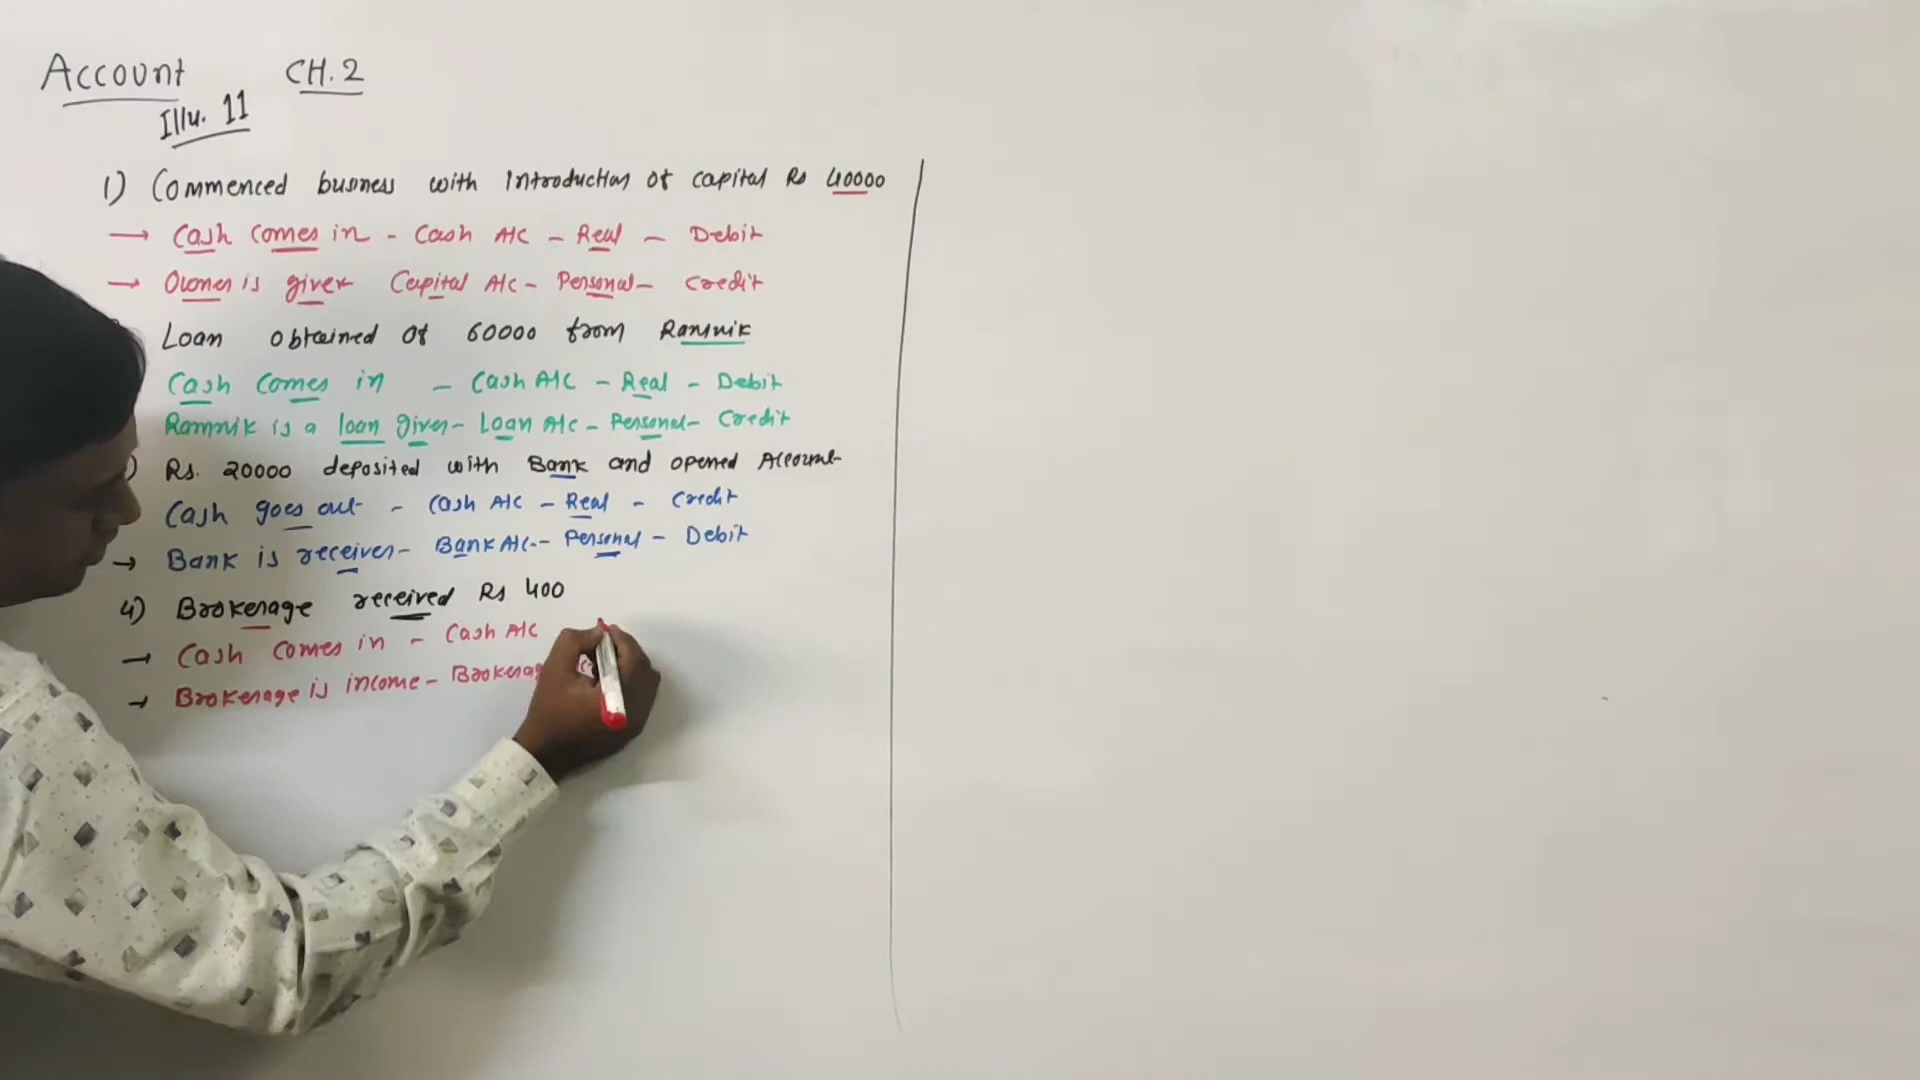 Account CH.2
Illu. 11
1) Commenced business with introduction of capital Rs 40000
→ Cash comes in - Cash A/c - Real - Debit
→ Owner is giver Capital A/c - Personal - Credit
Loan obtained of 60000 from Ramnik
Cash comes in - Cash A/c - Real - Debit
Ramnik is a loan giver - Loan A/c - Personal - Credit
) Rs. 20000 deposited with Bank and opened Account
Cash goes out - Cash A/c - Real - Credit
→ Bank is receiver - Bank A/c - Personal - Debit
4) Brokerage received Rs 400
→ Cash comes in - Cash A/c
→ Brokerage is income -